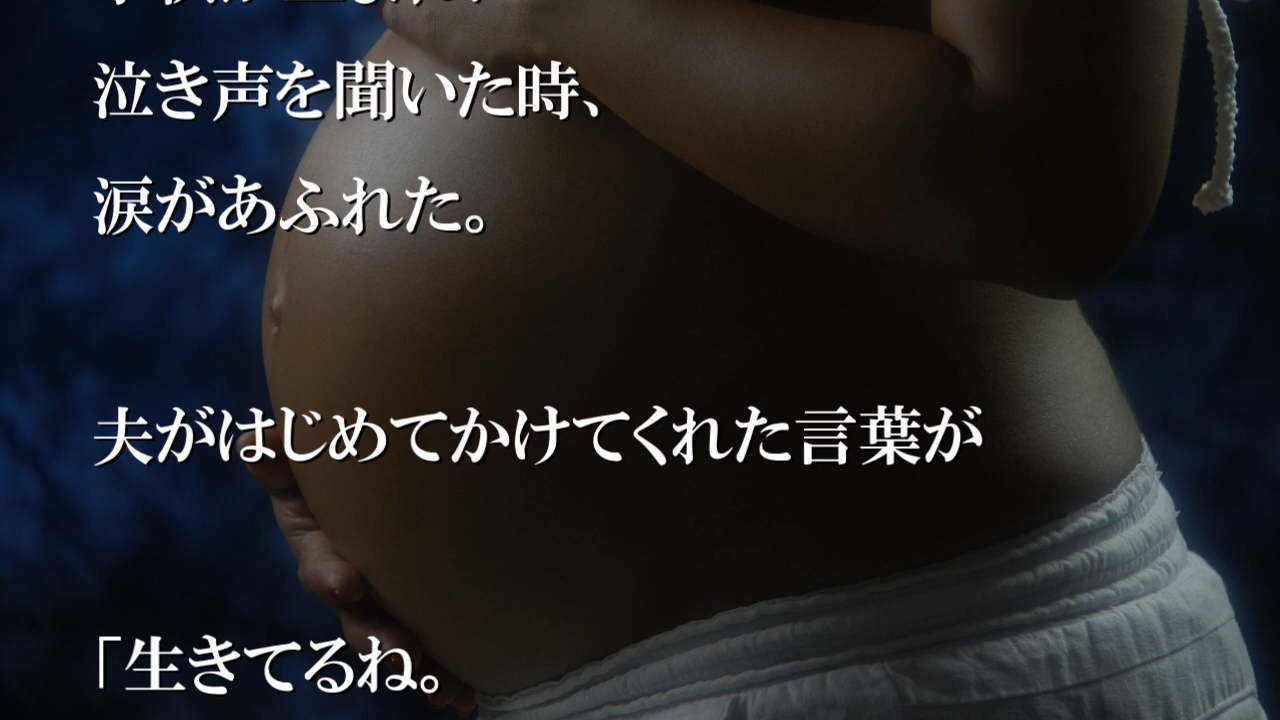 泣き声を聞いた時、
涙があふれた。
夫がはじめてかけてくれた言葉が
「生きてるね。